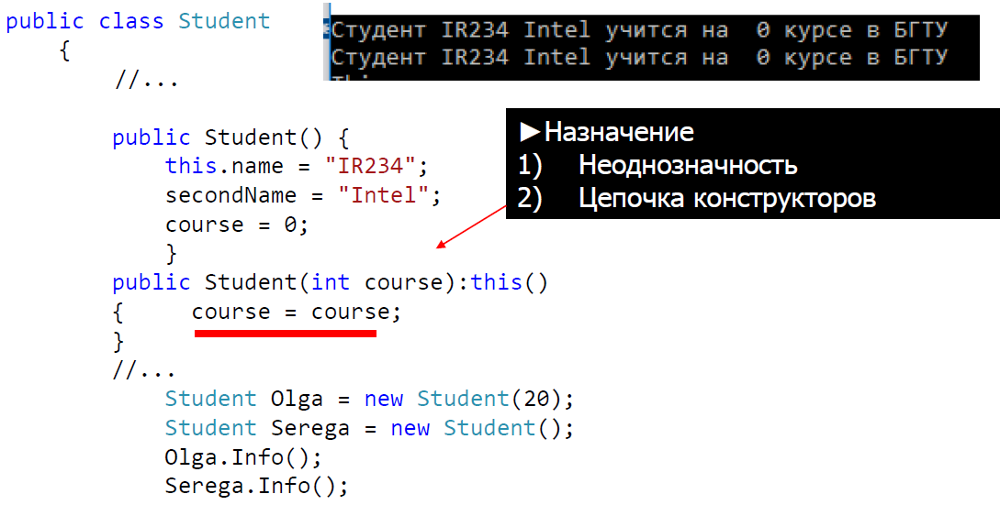 public class Student
{
//...
Студент IR234 Intel учится на  0 курсе в БГТУ
Студент IR234 Intel учится на  0 курсе в БГТУ
►Назначение
1) Неоднозначность
2) Цепочка конструкторов
public Student() {
this.name = "IR234";
secondName = "Intel";
course = 0;
}
public Student(int course):this()
{ course = course;
}
//...
Student Olga = new Student(20);
Student Serega = new Student();
Olga.Info();
Serega.Info();